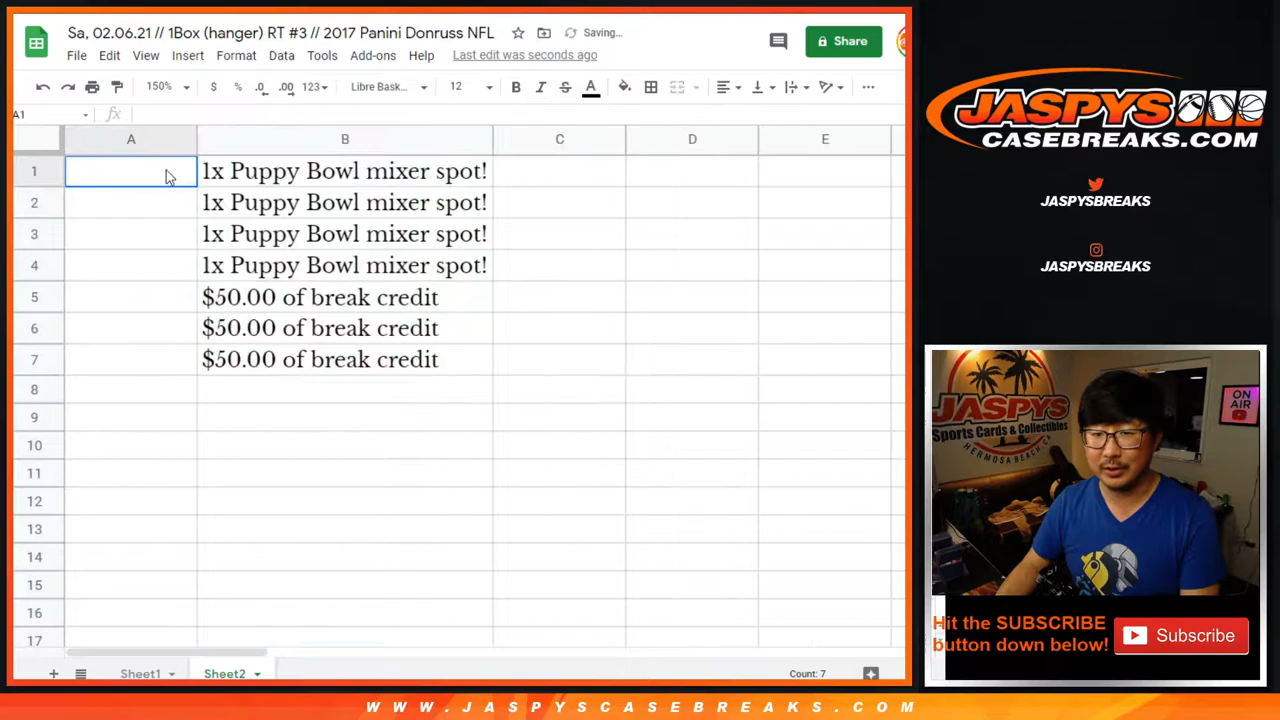 Sa, 02.06.21 // 1Box (hanger) RT #3 // 2017 Panini Donruss NFL
Saving...
File Edit View Insert Format Data Tools Add-ons Help Last edit was seconds ago
Share
150% $ % .0 .00 123 Libre Bask... 12 B I S A
A1 fx
A B C D E
1 1x Puppy Bowl mixer spot!
2 1x Puppy Bowl mixer spot!
3 1x Puppy Bowl mixer spot!
4 1x Puppy Bowl mixer spot!
5 $50.00 of break credit
6 $50.00 of break credit
7 $50.00 of break credit
8
9
10
11
12
13
14
15
16
17
Sheet1 Sheet2 Count: 7
JASPYS
CASEBREAKS.COM
JASPYSBREAKS
JASPYSBREAKS
JASPYS
Sports Cards & Collectibles
HERMOSA BEACH, CA
ON AIR
Hit the SUBSCRIBE
button down below!
Subscribe
WWW.JASPYSCASEBREAKS.COM